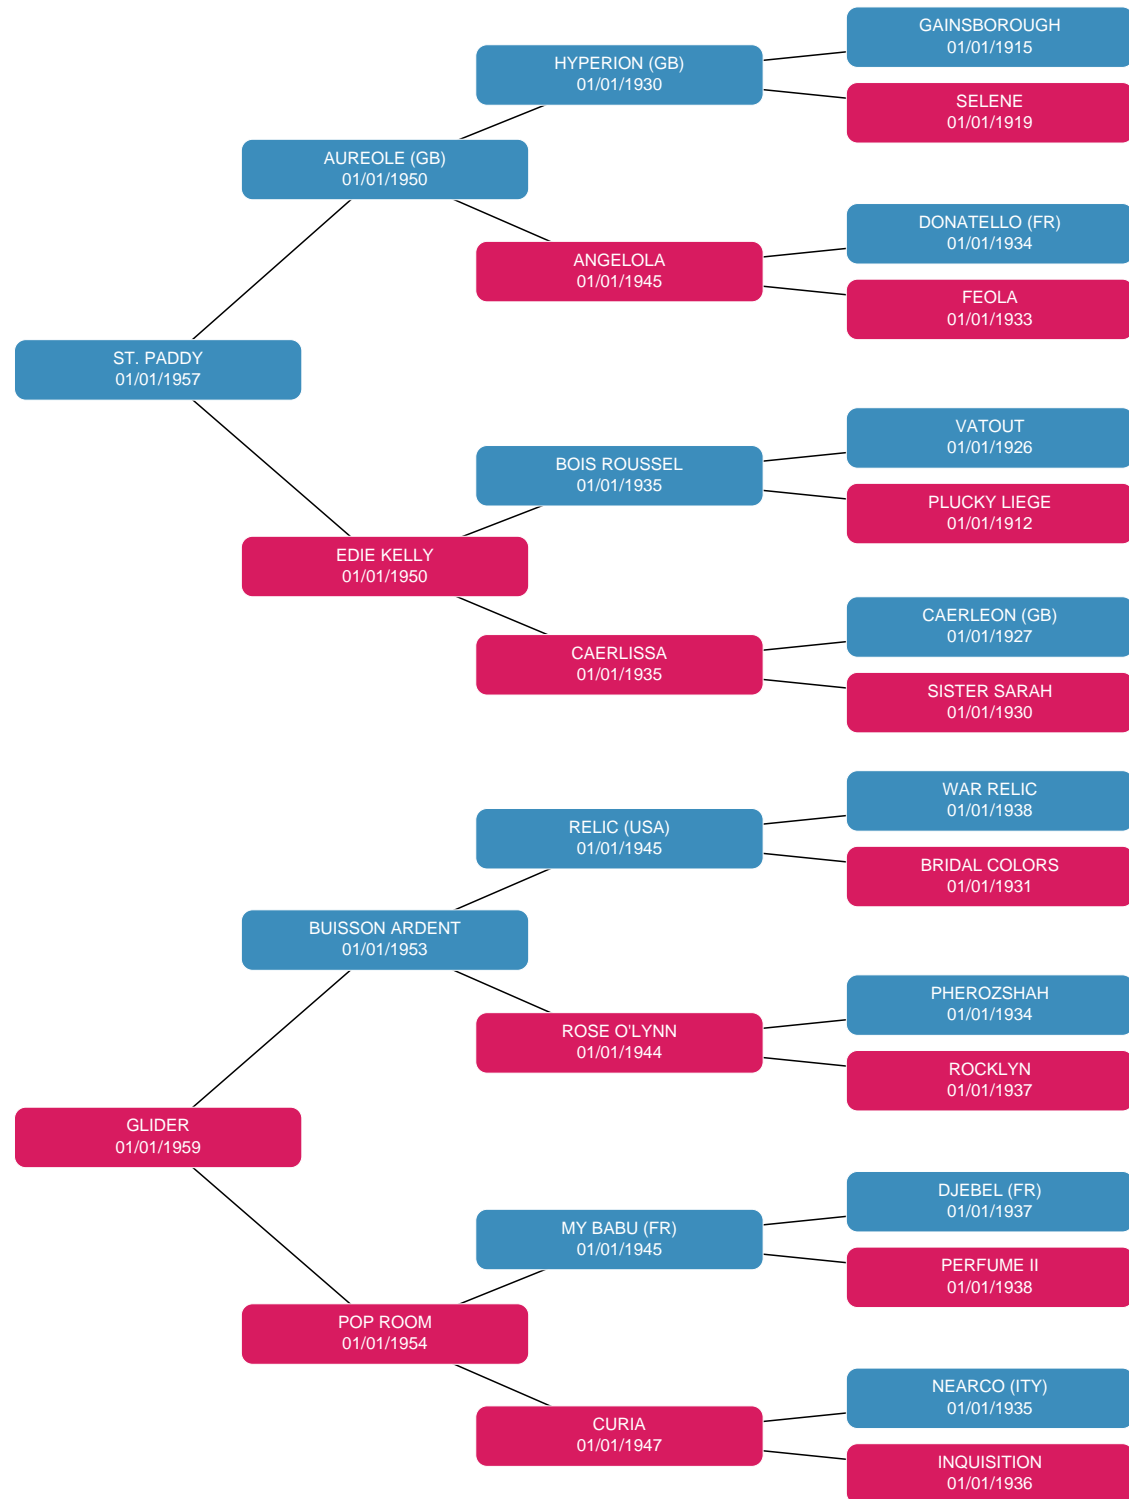 GAINSBOROUGH
01/01/1915
HYPERION (GB)
01/01/1930
SELENE
01/01/1919
AUREOLE (GB)
01/01/1950
DONATELLO (FR)
01/01/1934
ANGELOLA
01/01/1945
FEOLA
01/01/1933
ST. PADDY
01/01/1957
VATOUT
01/01/1926
BOIS ROUSSEL
01/01/1935
PLUCKY LIEGE
01/01/1912
EDIE KELLY
01/01/1950
CAERLEON (GB)
01/01/1927
CAERLISSA
01/01/1935
SISTER SARAH
01/01/1930
WAR RELIC
01/01/1938
RELIC (USA)
01/01/1945
BRIDAL COLORS
01/01/1931
BUISSON ARDENT
01/01/1953
PHEROZSHAH
01/01/1934
ROSE O'LYNN
01/01/1944
ROCKLYN
01/01/1937
GLIDER
01/01/1959
DJEBEL (FR)
01/01/1937
MY BABU (FR)
01/01/1945
PERFUME II
01/01/1938
POP ROOM
01/01/1954
NEARCO (ITY)
01/01/1935
CURIA
01/01/1947
INQUISITION
01/01/1936